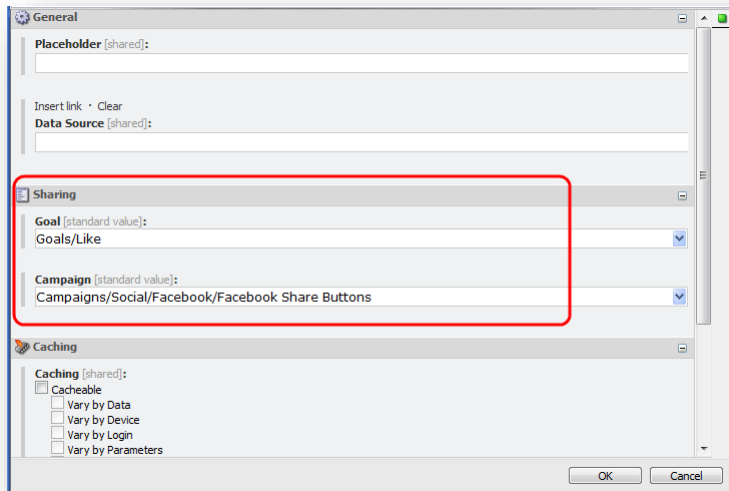 General
Placeholder [shared]:
Insert link · Clear
Data Source [shared]:
Sharing
Goal [standard value]:
Goals/Like
Campaign [standard value]:
Campaigns/Social/Facebook/Facebook Share Buttons
Caching
Caching [shared]:
Cacheable
Vary by Data
Vary by Device
Vary by Login
Vary by Parameters
OK Cancel